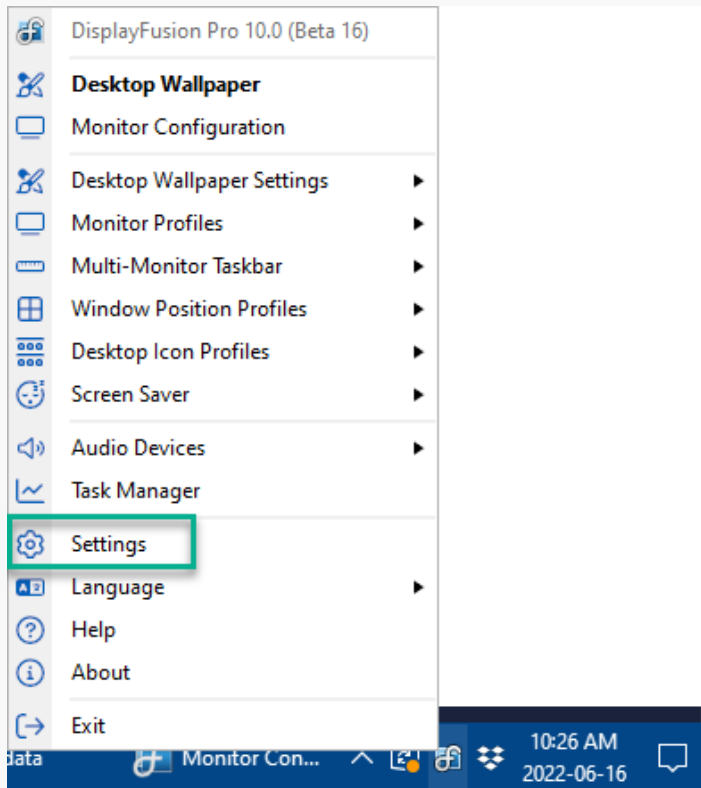 DisplayFusion Pro 10.0 (Beta 16)
Desktop Wallpaper
Monitor Configuration
Desktop Wallpaper Settings
Monitor Profiles
Multi-Monitor Taskbar
Window Position Profiles
Desktop Icon Profiles
Screen Saver
Audio Devices
Task Manager
Settings
Language
Help
About
Exit
data
Monitor Con...
10:26 AM
2022-06-16